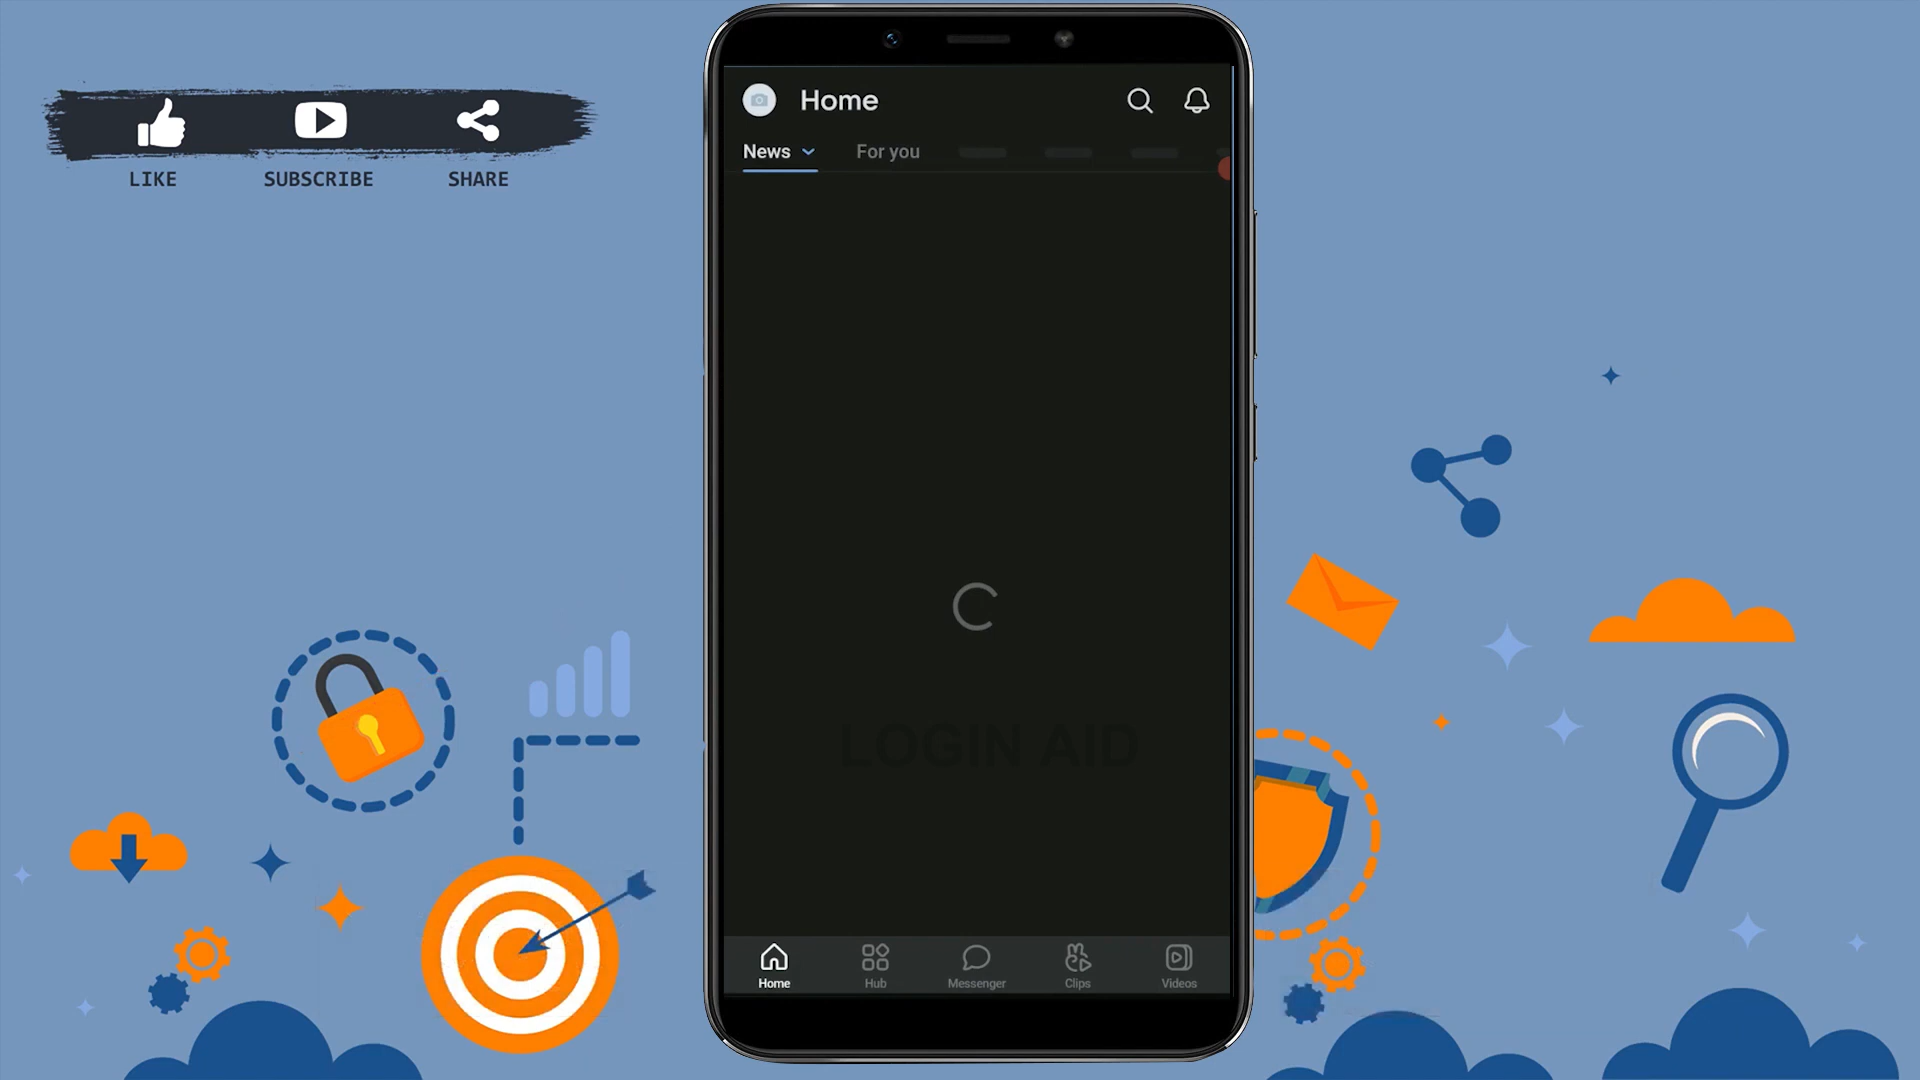 LIKE
SUBSCRIBE
SHARE
Home
News
For you
LOGIN AID
Home
Hub
Messenger
Clips
Videos